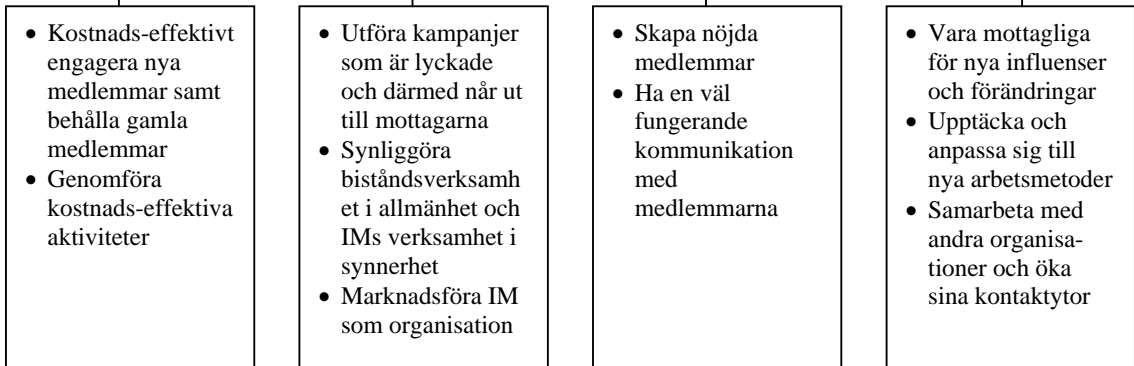 • Kostnads-effektivt
engagera nya
medlemmar samt
behålla gamla
medlemmar
• Genomföra
kostnads-effektiva
aktiviteter
• Utföra kampanjer
som är lyckade
och därmed når ut
till mottagarna
• Synliggöra
biståndsverksamh
et i allmänhet och
IMs verksamhet i
synnerhet
• Marknadsföra IM
som organisation
• Skapa nöjda
medlemmar
• Ha en väl
fungerande
kommunikation
med
medlemmarna
• Vara mottagliga
för nya influenser
och förändringar
• Upptäcka och
anpassa sig till
nya arbetsmetoder
• Samarbeta med
andra organisa-
tioner och öka
sina kontaktytor